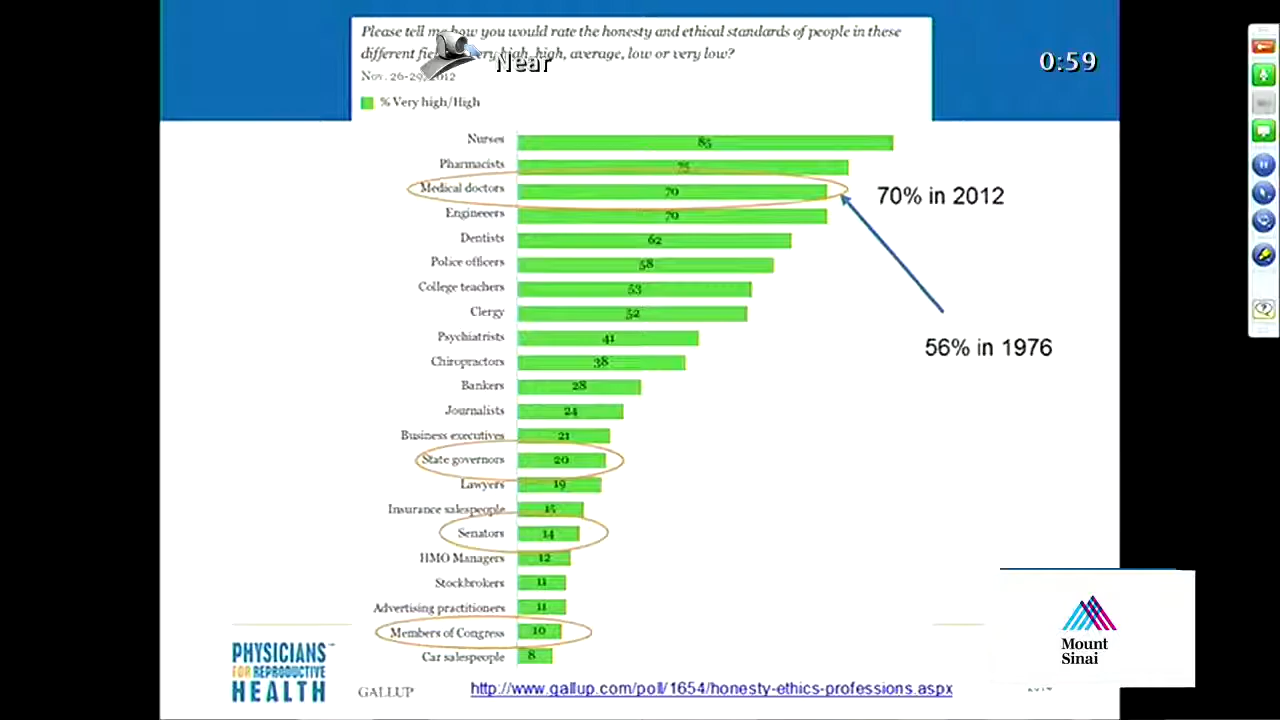 Please tell me how you would rate the honesty and ethical standards of people in these
different very high, high, average, low or very low?
Near
0:59
Nov. 26-29, 2012
% Very high/High
Nurses 85
Pharmacists 75
Medical doctors 70
70% in 2012
Engineers 70
Dentists 62
Police officers 58
College teachers 53
Clergy 52
56% in 1976
Psychiatrists 41
Chiropractors 38
Bankers 28
Journalists 24
Business executives 21
State governors 20
Lawyers 19
Insurance salespeople 15
Senators 14
HMO Managers 12
Stockbrokers 11
Advertising practitioners 11
Members of Congress 10
Car salespeople 8
PHYSICIANS
FOR REPRODUCTIVE
HEALTH
GALLUP
http://www.gallup.com/poll/1654/honesty-ethics-professions.aspx
Mount
Sinai